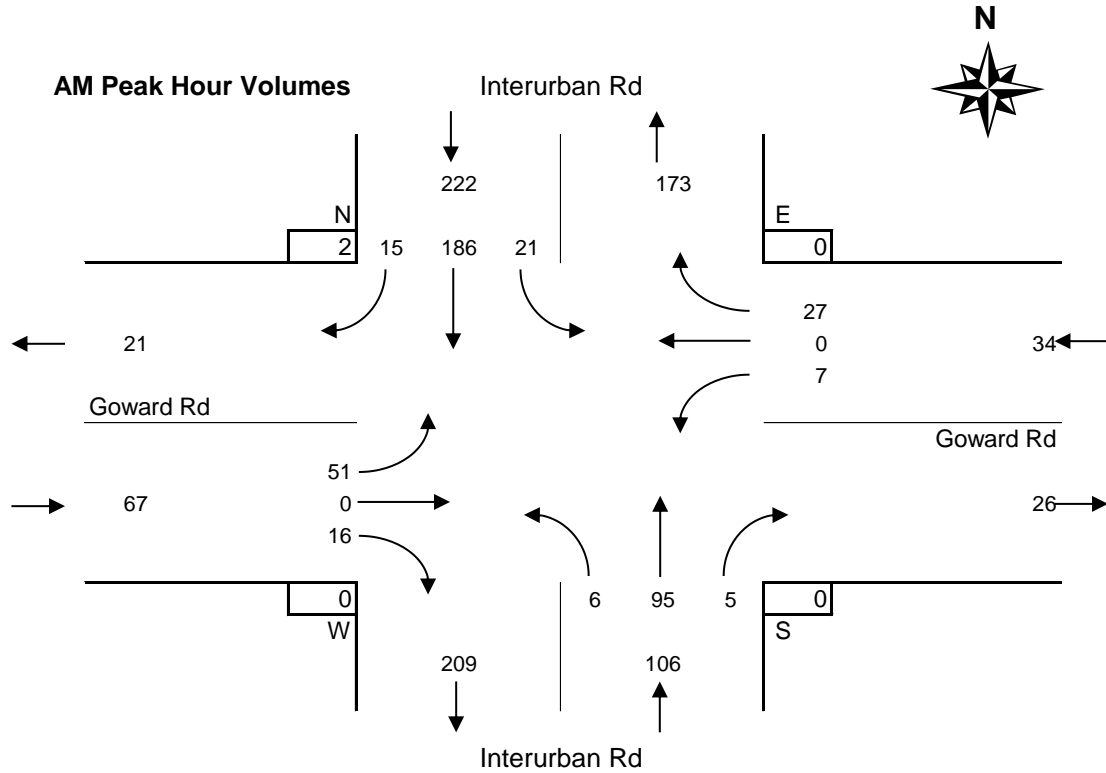 N
AM Peak Hour Volumes Interurban Rd
222 173
N E
2 15 186 21 0
27
21 0 34
7
Goward Rd
Goward Rd
51
67 0 26
16
0 6 95 5 0
W S
209 106
Interurban Rd